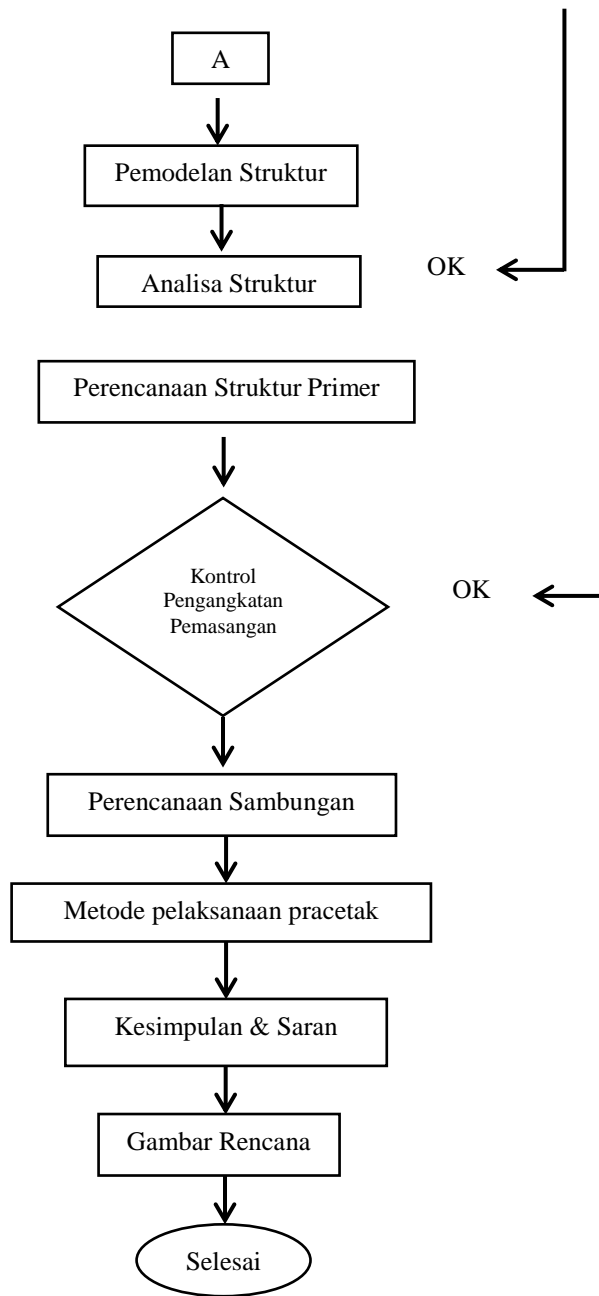 A
Pemodelan Struktur
Analisa Struktur
OK
Perencanaan Struktur Primer
Kontrol
Pengangkatan
Pemasangan
OK
Perencanaan Sambungan
Metode pelaksanaan pracetak
Kesimpulan & Saran
Gambar Rencana
Selesai